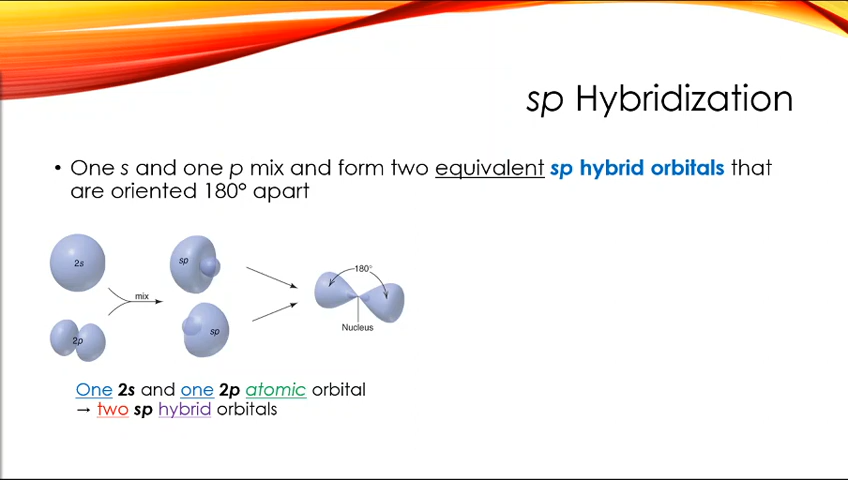 sp Hybridization
• One s and one p mix and form two equivalent sp hybrid orbitals that
are oriented 180° apart
2s
sp
180°
mix
Nucleus
sp
2p
One 2s and one 2p atomic orbital
→ two sp hybrid orbitals